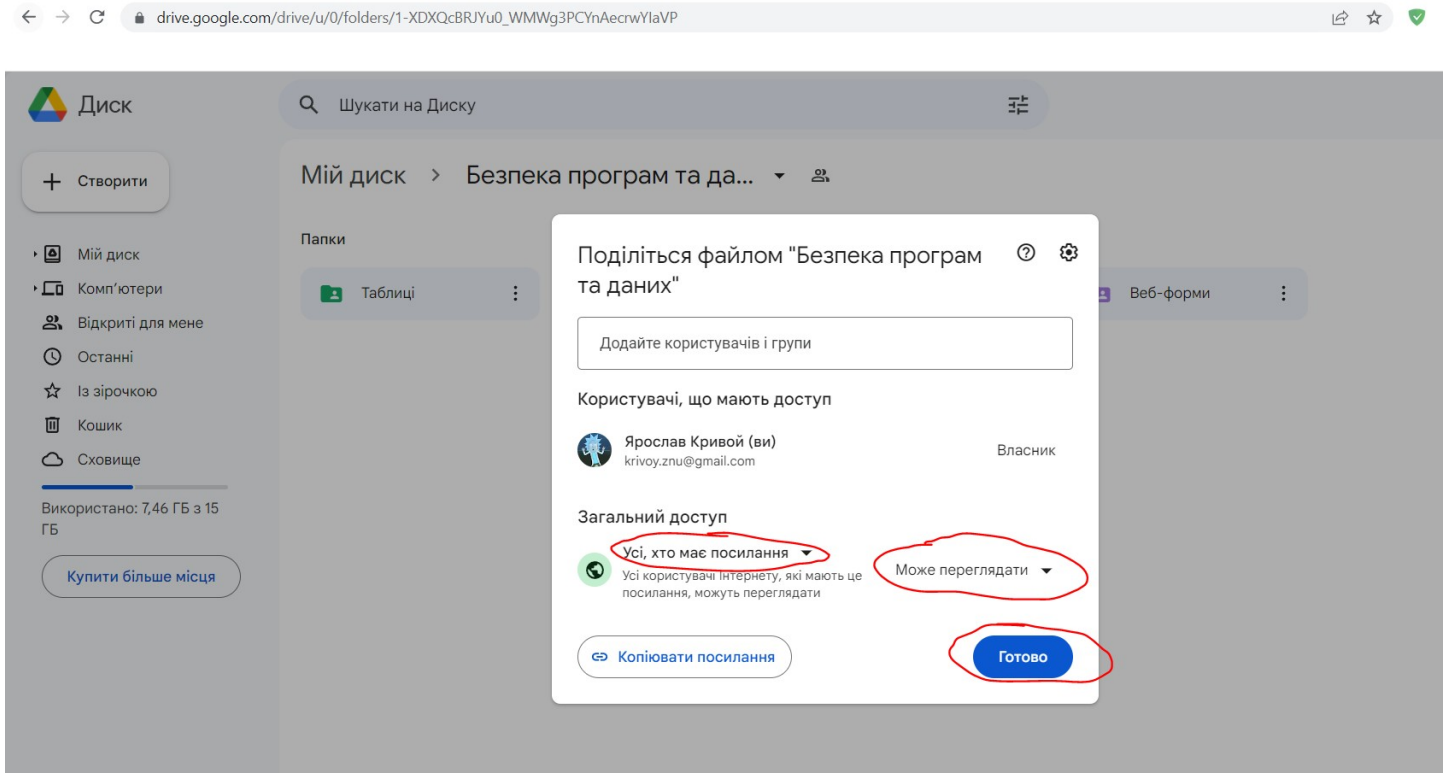 drive.google.com/drive/u/0/folders/1-XDXQcBRJYu0_WMWg3PCYnAecrwYIaVP
Диск
Шукати на Диску
Створити
Мій диск > Безпека програм та да...
Папки
Мій диск
Комп'ютери
Відкриті для мене
Останні
Із зірочкою
Кошик
Сховище
Використано: 7,46 ГБ з 15
ГБ
Купити більше місця
Таблиці
Веб-форми
Поділіться файлом "Безпека програм
та даних"
Додайте користувачів і групи
Користувачі, що мають доступ
Ярослав Кривой (ви)
krivoy.znu@gmail.com
Власник
Загальний доступ
Усі, хто має посилання
Усі користувачі Інтернету, які мають це
посилання, можуть переглядати
Може переглядати
Копіювати посилання
Готово